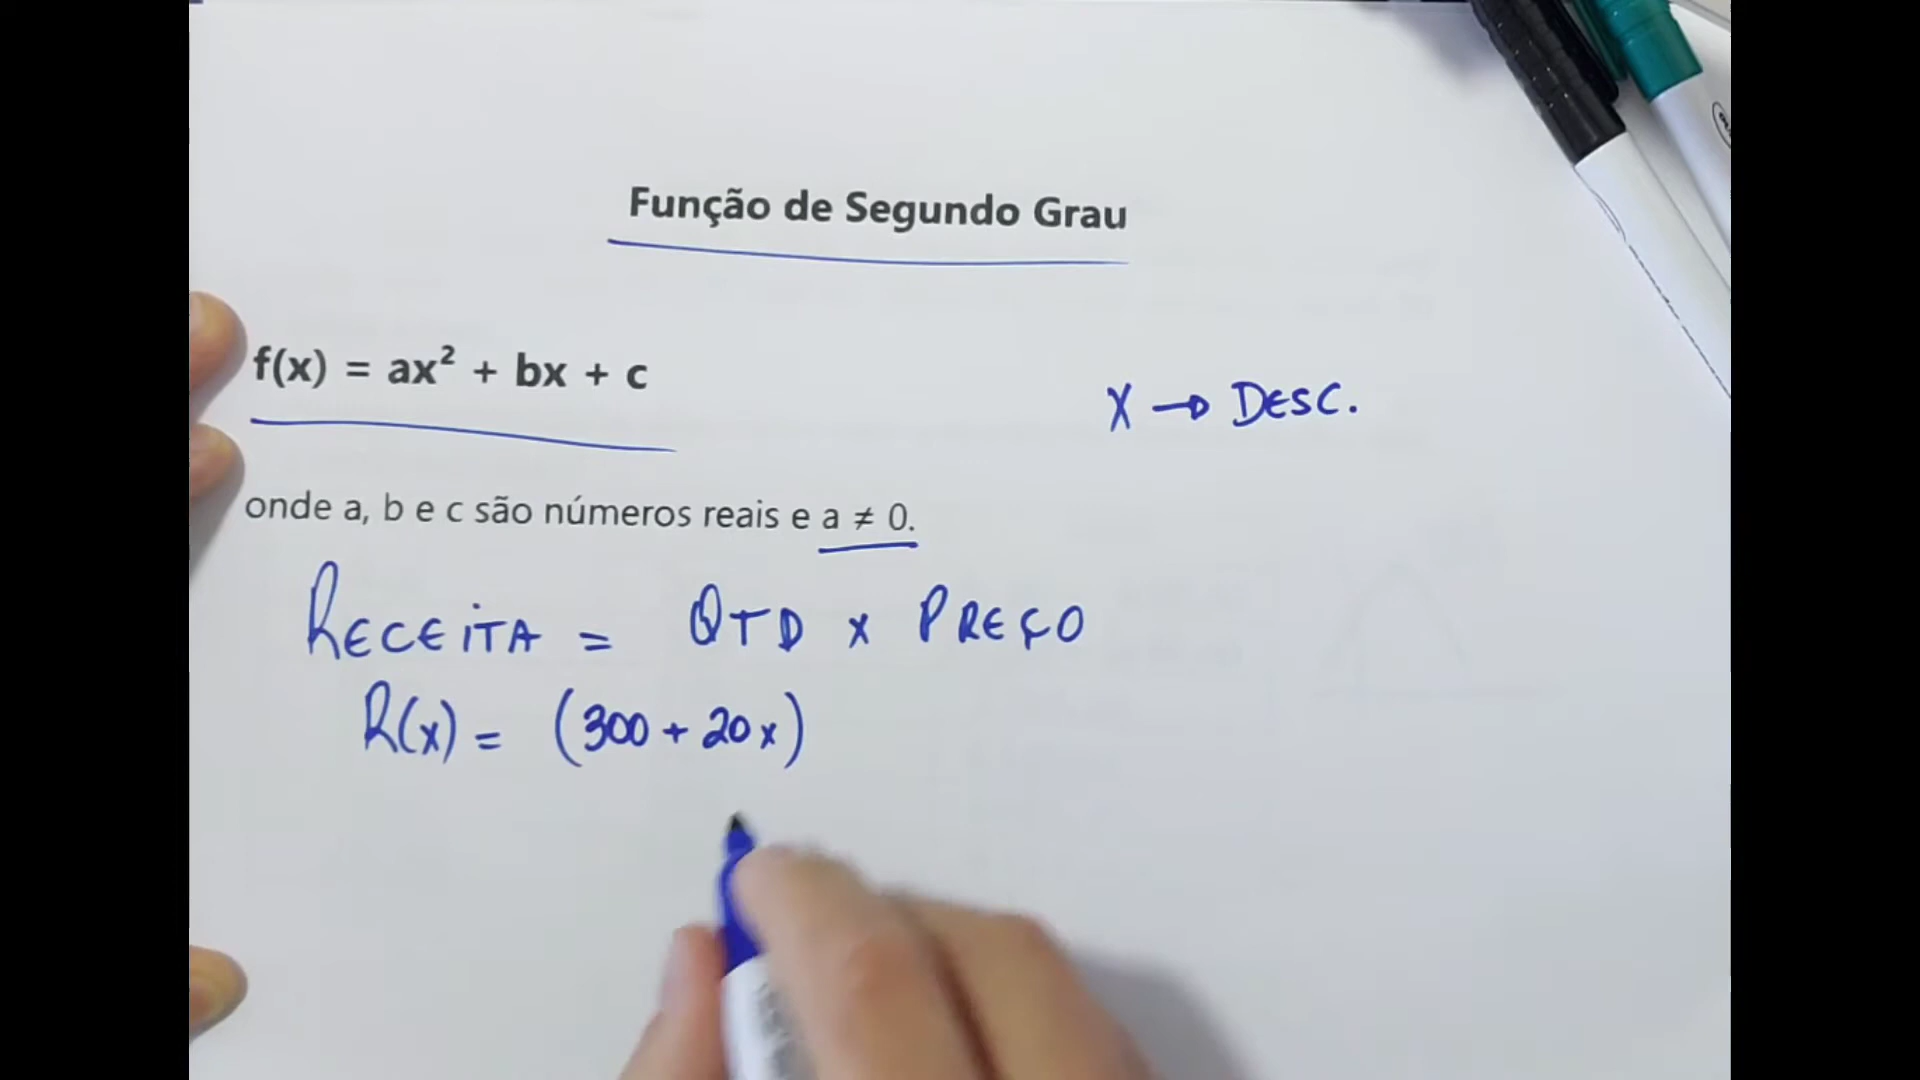 Função de Segundo Grau
f(x) = ax² + bx + c
X → DESC.
onde a, b e c são números reais e a ≠ 0.
RECEITA = QTD x PREÇO
R(x) = (300 + 20x)